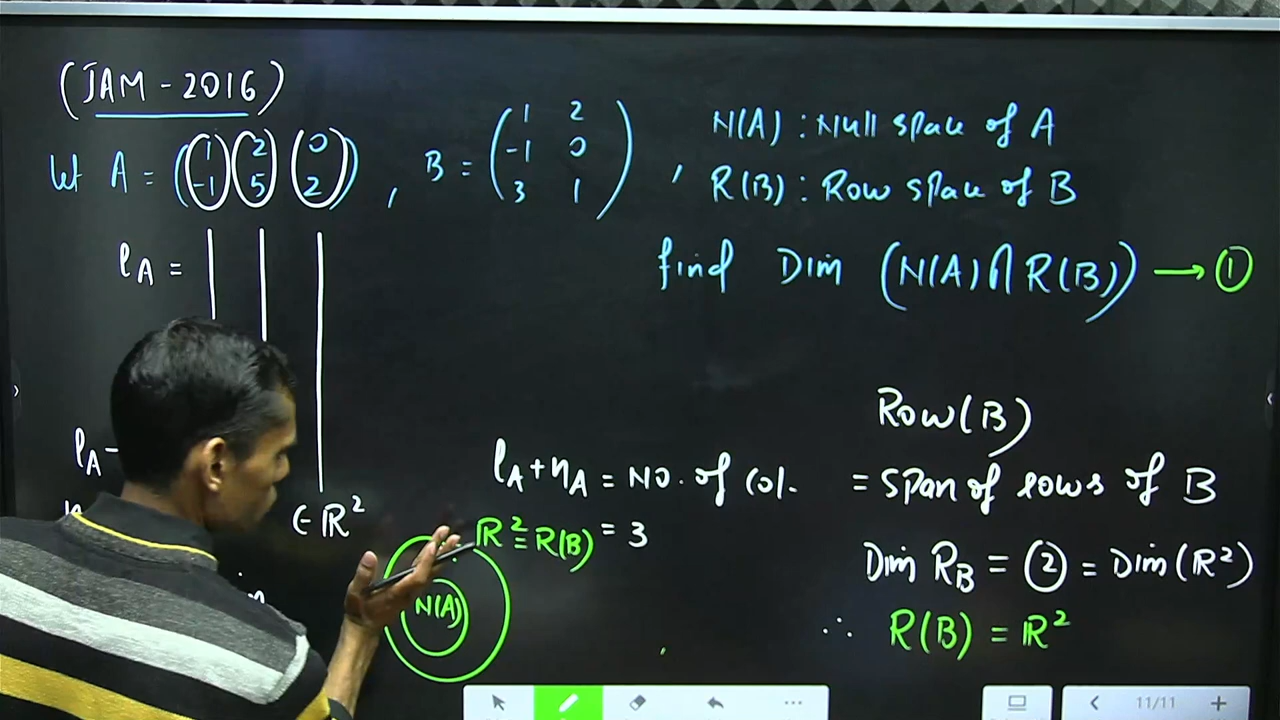 (JAM - 2016)
Let A = (1 2 0
-1 5 2) , B = (1 2
-1 0
3 1) ,
N(A) : Null space of A
R(B) : Row space of B
find Dim (N(A) ∩ R(B)) → ①
ρA =
∈ ℝ²
ρA
ρA + ηA = No. of Col.
= 3
ℝ² = R(B)
N(A)
Row(B)
= span of rows of B
Dim RB = ② = Dim(ℝ²)
∴ R(B) = ℝ²
11/11